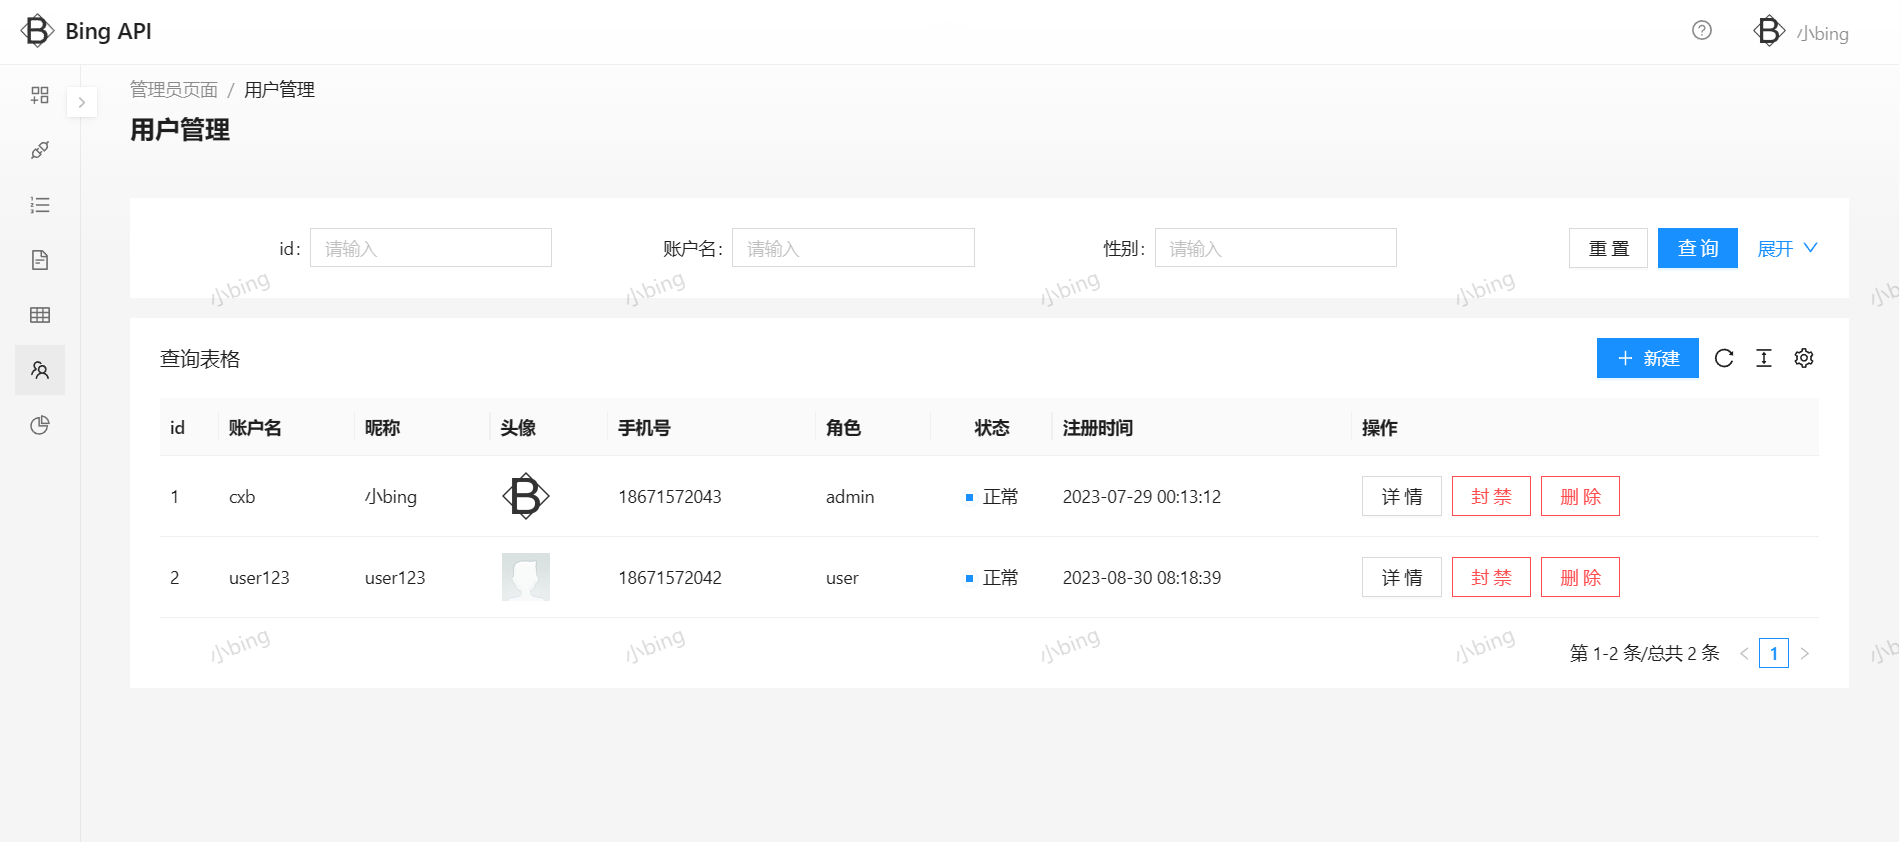 Bing API
小bing
管理员页面 / 用户管理
用户管理
id: 请输入 账户名: 请输入 性别: 请输入 重 置 查 询 展开
小bing 小bing 小bing 小bing
查询表格 新建
id 账户名 昵称 头像 手机号 角色 状态 注册时间 操作
1 cxb 小bing B 18671572043 admin 正常 2023-07-29 00:13:12 详 情 封 禁 删 除
2 user123 user123 18671572042 user 正常 2023-08-30 08:18:39 详 情 封 禁 删 除
小bing 小bing 小bing 小bing
第 1-2 条/总共 2 条 < 1 >